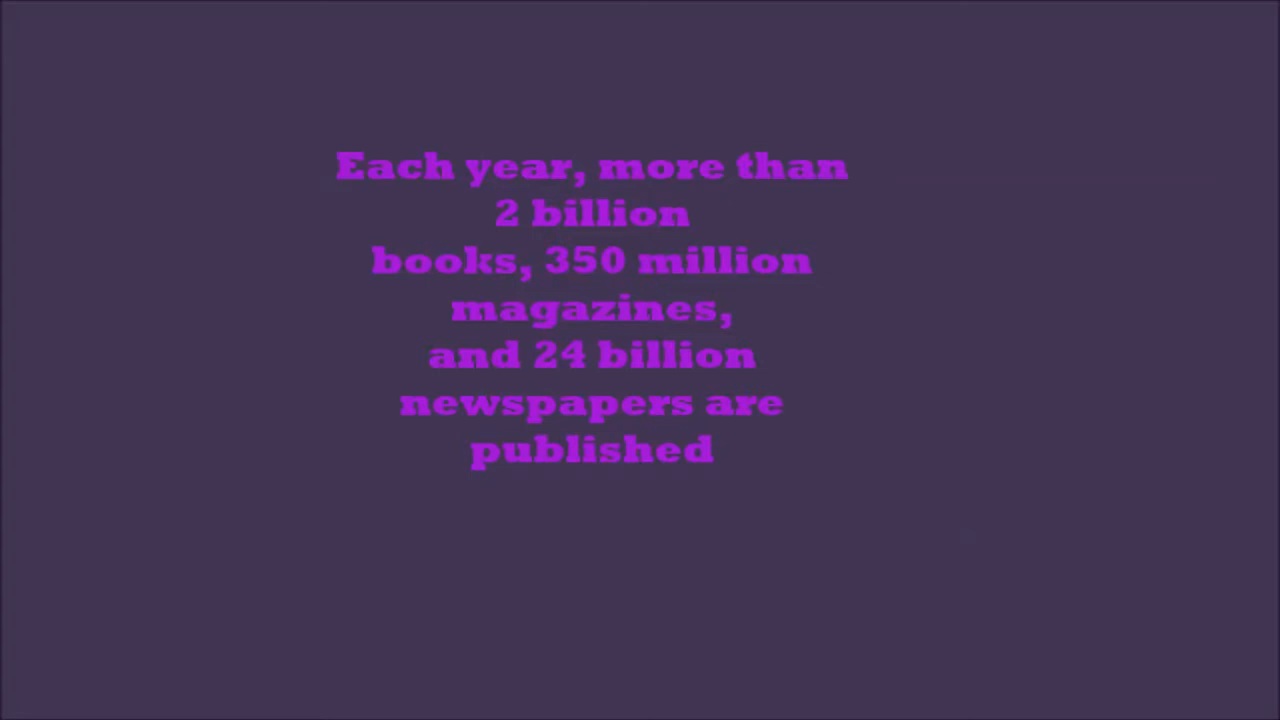 Each year, more than
2 billion
books, 350 million
magazines,
and 24 billion
newspapers are
published